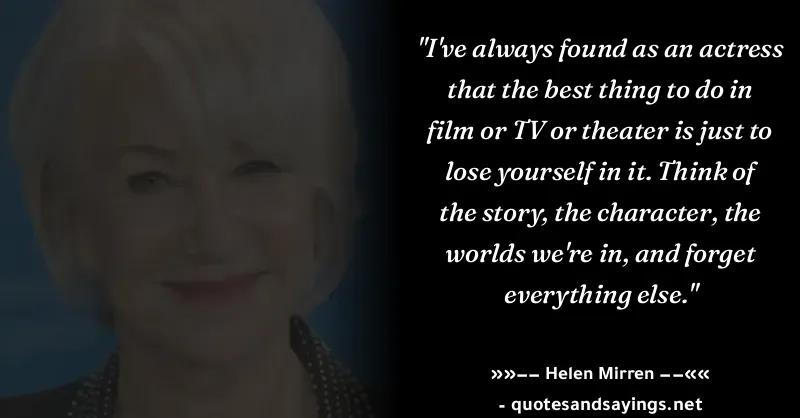 "I've always found as an actress
that the best thing to do in
film or TV or theater is just to
lose yourself in it. Think of
the story, the character, the
worlds we're in, and forget
everything else."
»»–– Helen Mirren ––««
- quotesandsayings.net